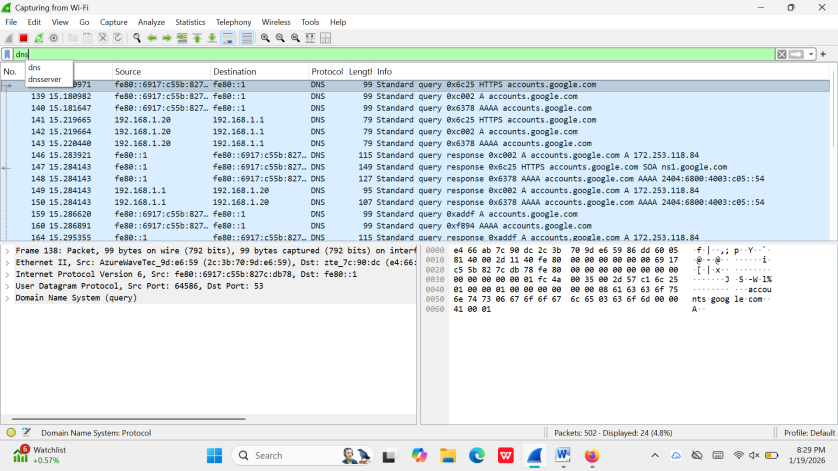 Capturing from Wi-Fi
File Edit View Go Capture Analyze Statistics Telephony Wireless Tools Help
dns
No. Source Destination Protocol Length Info
dns
dnsserver
0971 fe80::6917:c55b:827… fe80::1 DNS 99 Standard query 0x6c25 HTTPS accounts.google.com
139 15.180982 fe80::6917:c55b:827… fe80::1 DNS 99 Standard query 0xc002 A accounts.google.com
140 15.181647 fe80::6917:c55b:827… fe80::1 DNS 99 Standard query 0x6378 AAAA accounts.google.com
141 15.219665 192.168.1.20 192.168.1.1 DNS 79 Standard query 0x6c25 HTTPS accounts.google.com
142 15.219664 192.168.1.20 192.168.1.1 DNS 79 Standard query 0xc002 A accounts.google.com
143 15.220440 192.168.1.20 192.168.1.1 DNS 79 Standard query 0x6378 AAAA accounts.google.com
146 15.283921 fe80::1 fe80::6917:c55b:827… DNS 115 Standard query response 0xc002 A accounts.google.com A 172.253.118.84
147 15.284143 fe80::1 fe80::6917:c55b:827… DNS 149 Standard query response 0x6c25 HTTPS accounts.google.com SOA ns1.google.com
148 15.284143 fe80::1 fe80::6917:c55b:827… DNS 127 Standard query response 0x6378 AAAA accounts.google.com AAAA 2404:6800:4003:c05::54
149 15.284143 192.168.1.1 192.168.1.20 DNS 95 Standard query response 0xc002 A accounts.google.com A 172.253.118.84
150 15.284143 192.168.1.1 192.168.1.20 DNS 107 Standard query response 0x6378 AAAA accounts.google.com AAAA 2404:6800:4003:c05::54
159 15.286620 fe80::6917:c55b:827… fe80::1 DNS 99 Standard query 0xaddf A accounts.google.com
160 15.286891 fe80::6917:c55b:827… fe80::1 DNS 99 Standard query 0xf894 AAAA accounts.google.com
164 15.295355 fe80::1 fe80::6917:c55b:827… DNS 115 Standard query response 0xaddf A accounts.google.com A 172.253.118.84
Frame 138: Packet, 99 bytes on wire (792 bits), 99 bytes captured (792 bits) on interf
Ethernet II, Src: AzureWaveTec_9d:e6:59 (2c:3b:70:9d:e6:59), Dst: zte_7c:90:dc (e4:66:
Internet Protocol Version 6, Src: fe80::6917:c55b:827c:db78, Dst: fe80::1
User Datagram Protocol, Src Port: 64586, Dst Port: 53
Domain Name System (query)
0000 e4 66 ab 7c 90 dc 2c 3b 70 9d e6 59 86 dd 60 05 ·f·|··,; p··Y··`·
0010 81 40 00 2d 11 40 fe 80 00 00 00 00 00 00 69 17 ·@·-·@·· ······i·
0020 c5 5b 82 7c db 78 fe 80 00 00 00 00 00 00 00 00 ·[·|·x·· ········
0030 00 00 00 00 00 01 fc 4a 00 35 00 2d 57 c1 6c 25 ·······J ·5·-W·l%
0040 01 00 00 01 00 00 00 00 00 00 08 61 63 63 6f 75 ········ ···accou
0050 6e 74 73 06 67 6f 6f 67 6c 65 03 63 6f 6d 00 00 nts·goog le·com··
0060 41 00 01 A··
Domain Name System: Protocol
Packets: 502 · Displayed: 24 (4.8%)
Profile: Default
6
Watchlist
+0.57%
Search
8:29 PM
1/19/2026